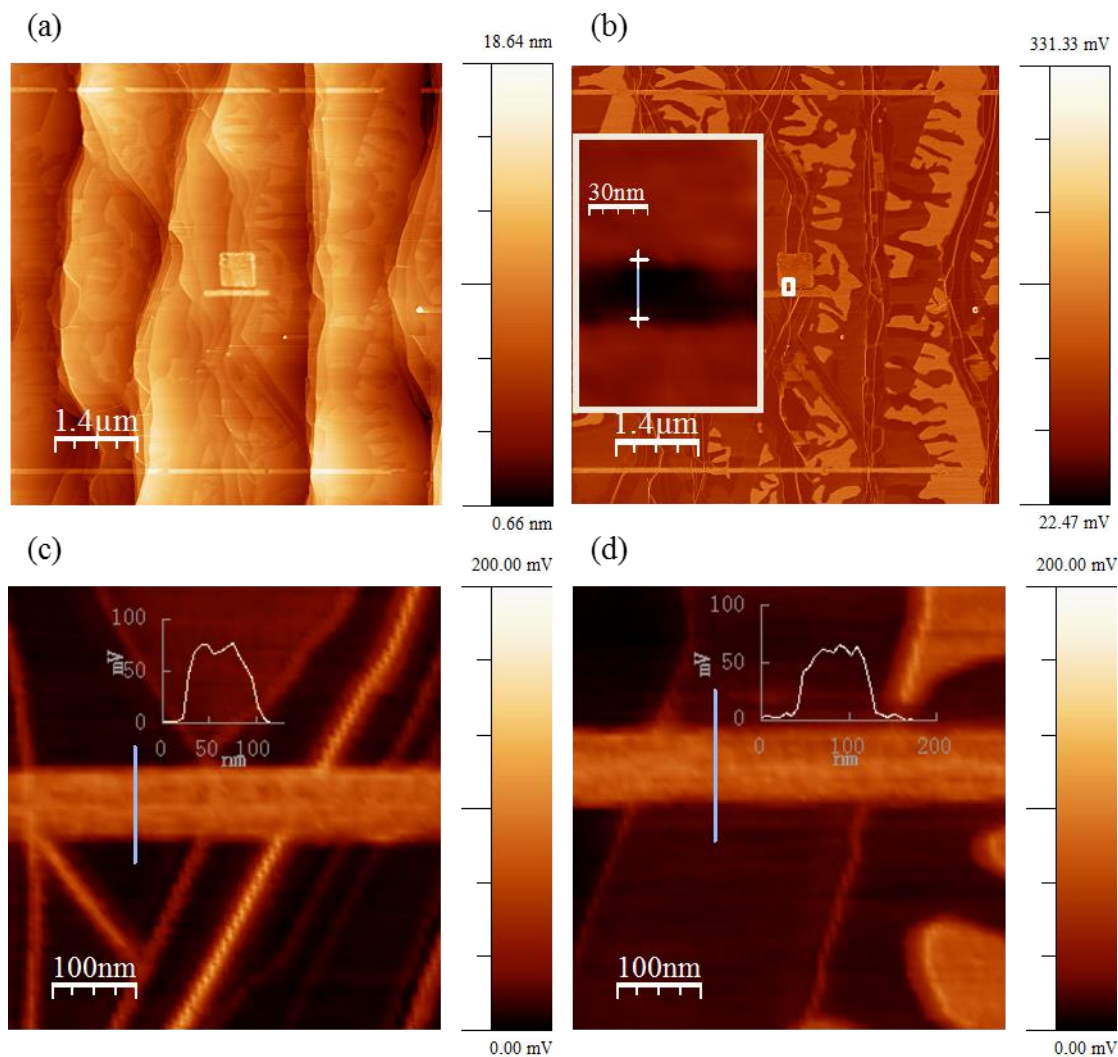 (a)
18.64 nm
1.4μm
0.66 nm
(b)
331.33 mV
30nm
1.4μm
22.47 mV
(c)
200.00 mV
100
mV
50
0
0 50 100
nm
100nm
0.00 mV
(d)
200.00 mV
100
mV
50
0
0 100 200
nm
100nm
0.00 mV